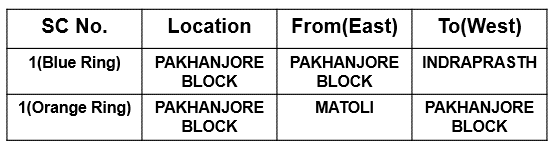 SC No. Location From(East) To(West)
1(Blue Ring) PAKHANJORE BLOCK PAKHANJORE BLOCK INDRAPRASTH
1(Orange Ring) PAKHANJORE BLOCK MATOLI PAKHANJORE BLOCK